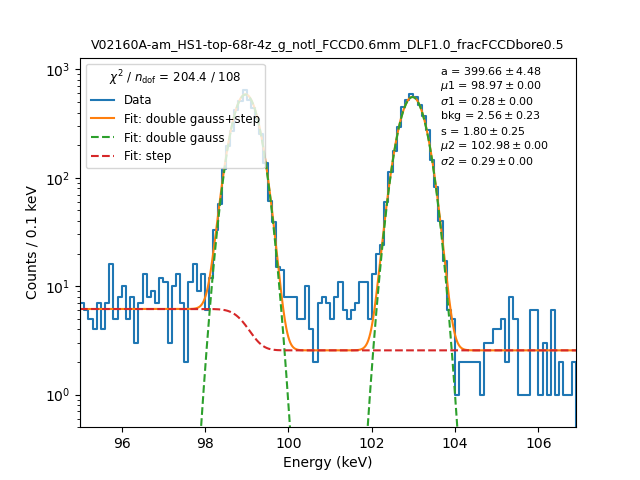 V02160A-am_HS1-top-68r-4z_g_notl_FCCD0.6mm_DLF1.0_fracFCCDbore0.5
χ² / n_dof = 204.4 / 108
Data
Fit: double gauss+step
Fit: double gauss
Fit: step
a = 399.66 ± 4.48
μ1 = 98.97 ± 0.00
σ1 = 0.28 ± 0.00
bkg = 2.56 ± 0.23
s = 1.80 ± 0.25
μ2 = 102.98 ± 0.00
σ2 = 0.29 ± 0.00
Counts / 0.1 keV
10³
10²
10¹
10⁰
96 98 100 102 104 106
Energy (keV)